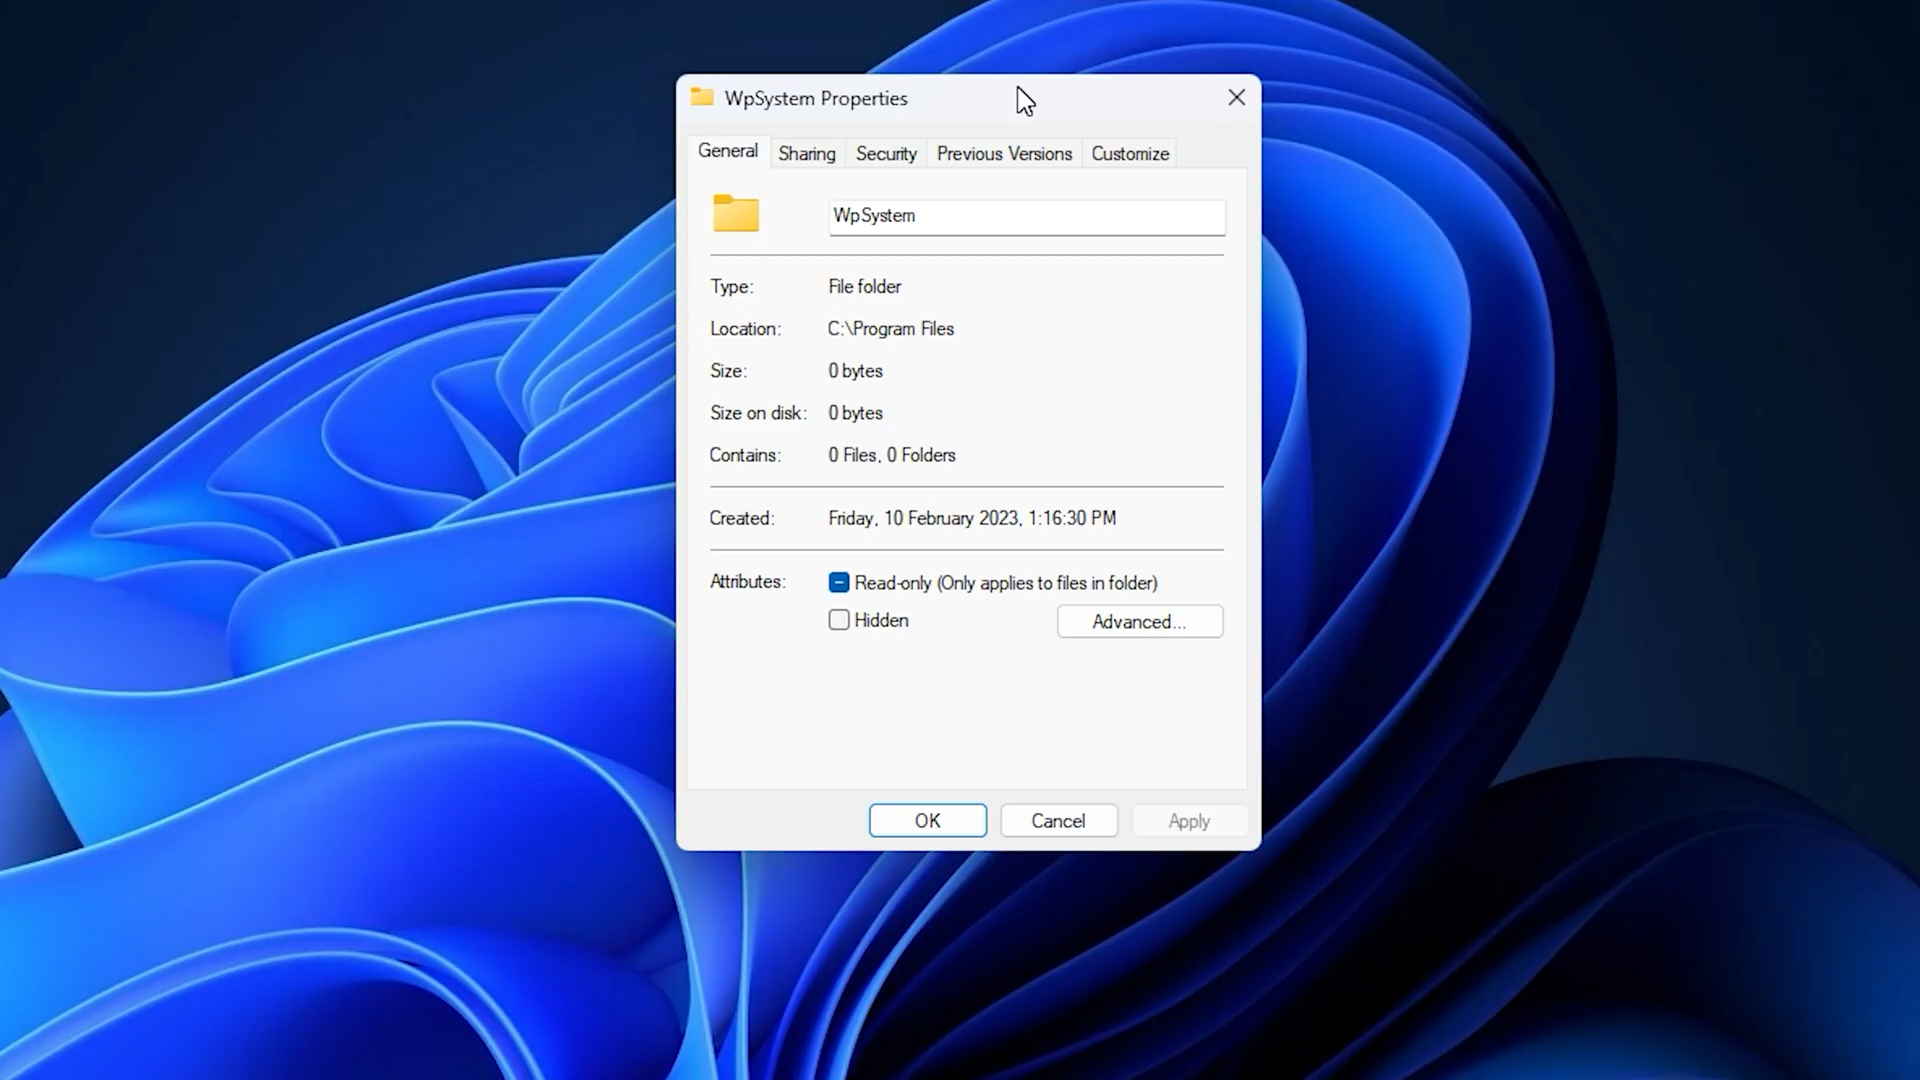 WpSystem Properties
General Sharing Security Previous Versions Customize
WpSystem
Type: File folder
Location: C:\Program Files
Size: 0 bytes
Size on disk: 0 bytes
Contains: 0 Files, 0 Folders
Created: Friday, 10 February 2023, 1:16:30 PM
Attributes: Read-only (Only applies to files in folder)
Hidden Advanced...
OK Cancel Apply